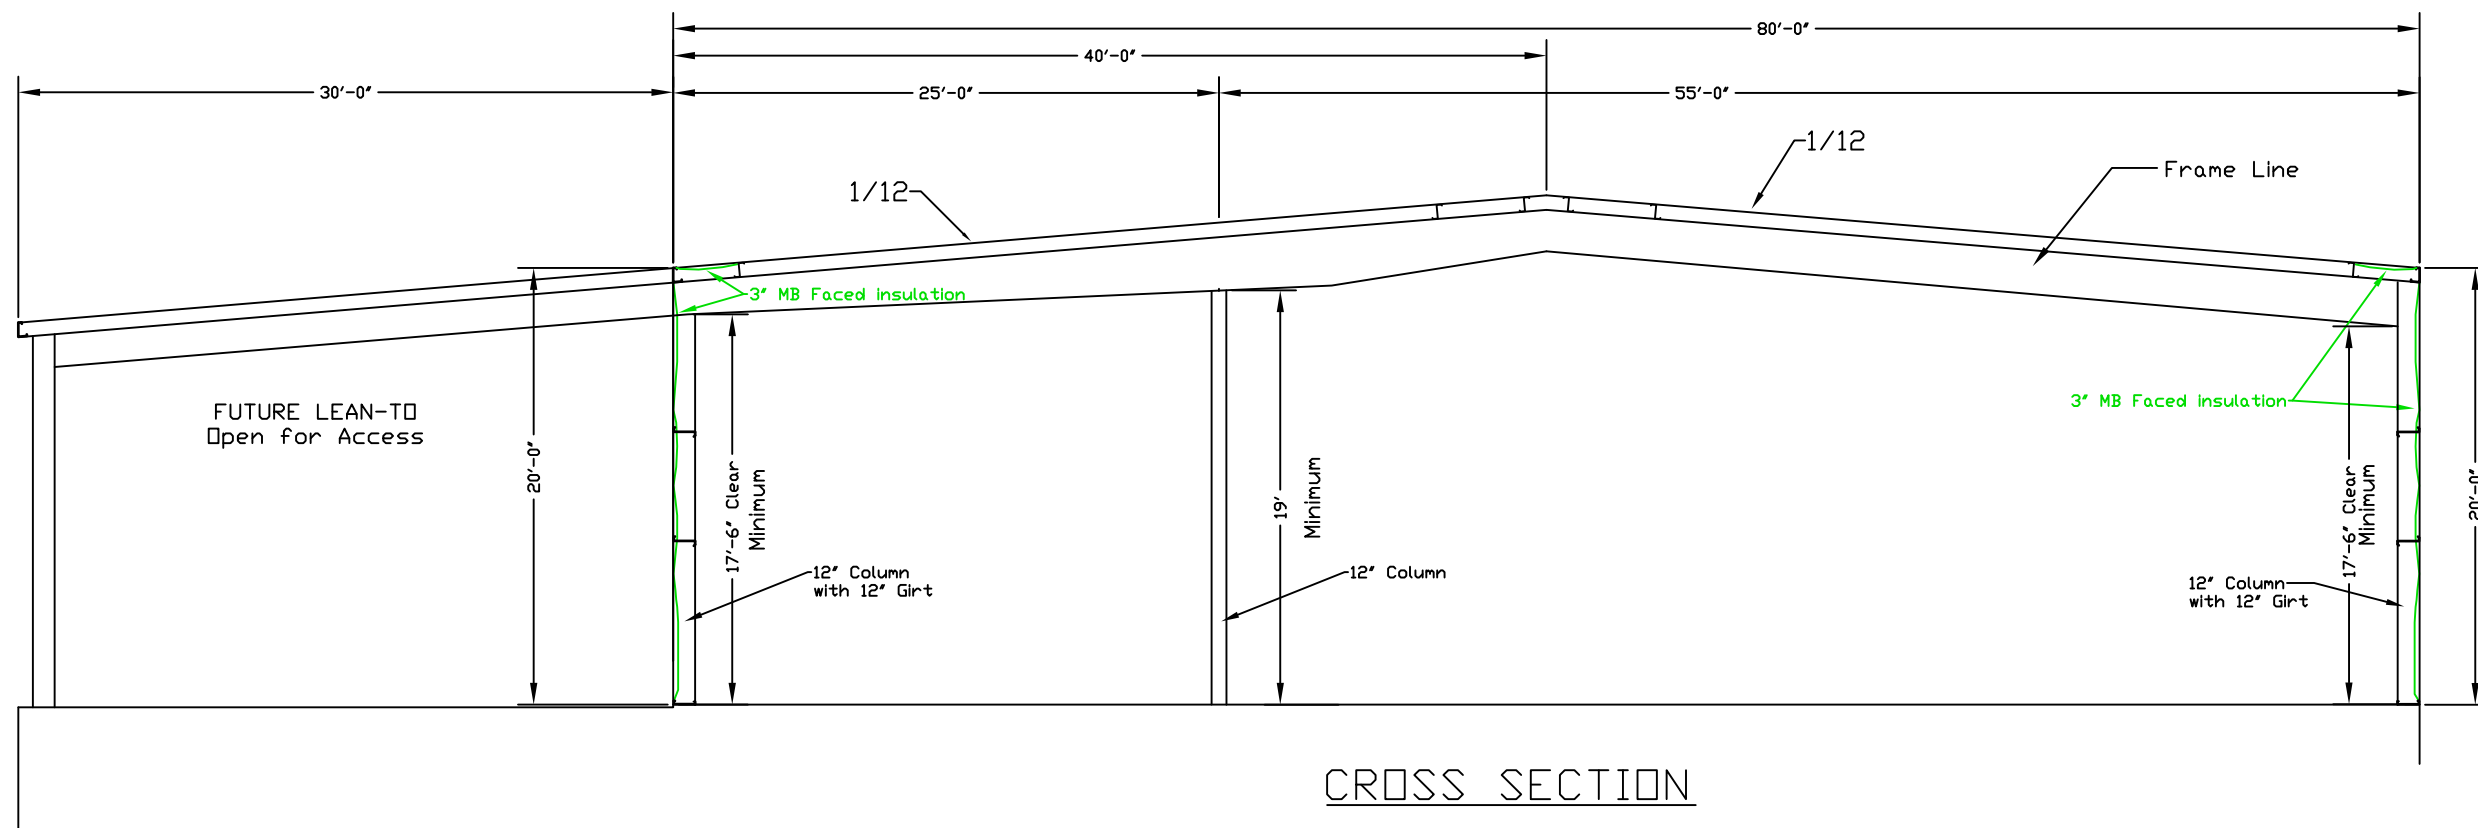 80'-0"
40'-0"
30'-0"
25'-0"
55'-0"
1/12
1/12
Frame Line
3" MB Faced insulation
3" MB Faced insulation
FUTURE LEAN-TO
Open for Access
20'-0"
17'-6" Clear
Minimum
19'
Minimum
17'-6" Clear
Minimum
20'-0"
12" Column
with 12" Girt
12" Column
12" Column
with 12" Girt
CROSS SECTION